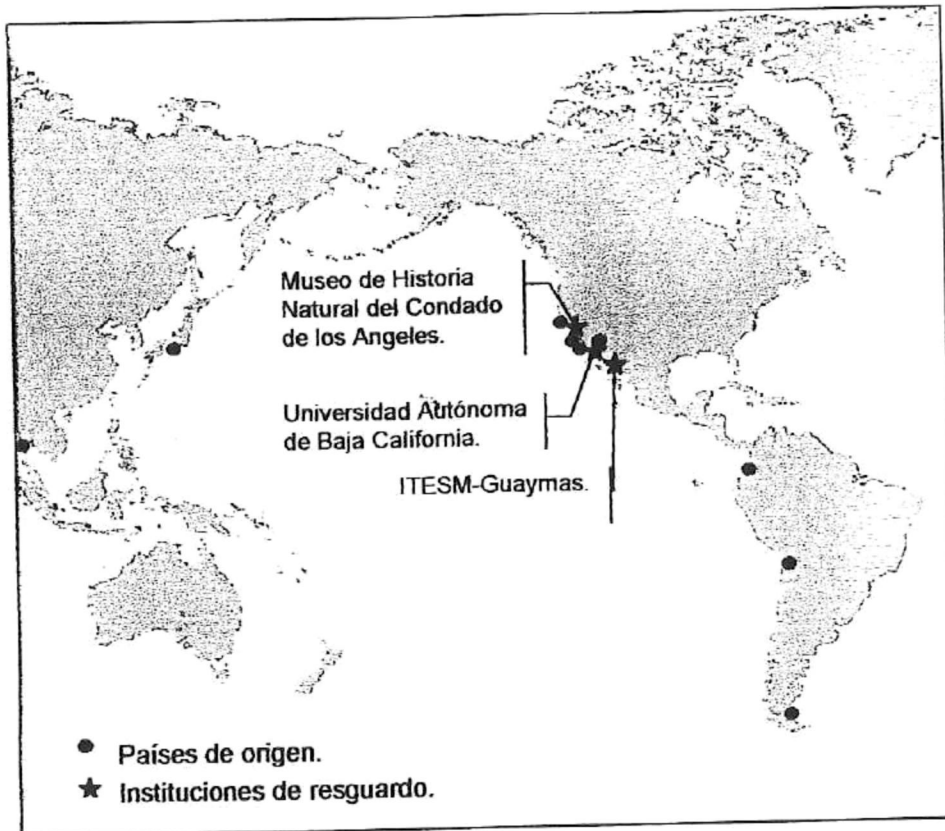 Museo de Historia
Natural del Condado
de los Angeles.
Universidad Autónoma
de Baja California.
ITESM-Guaymas.
Países de origen.
Instituciones de resguardo.